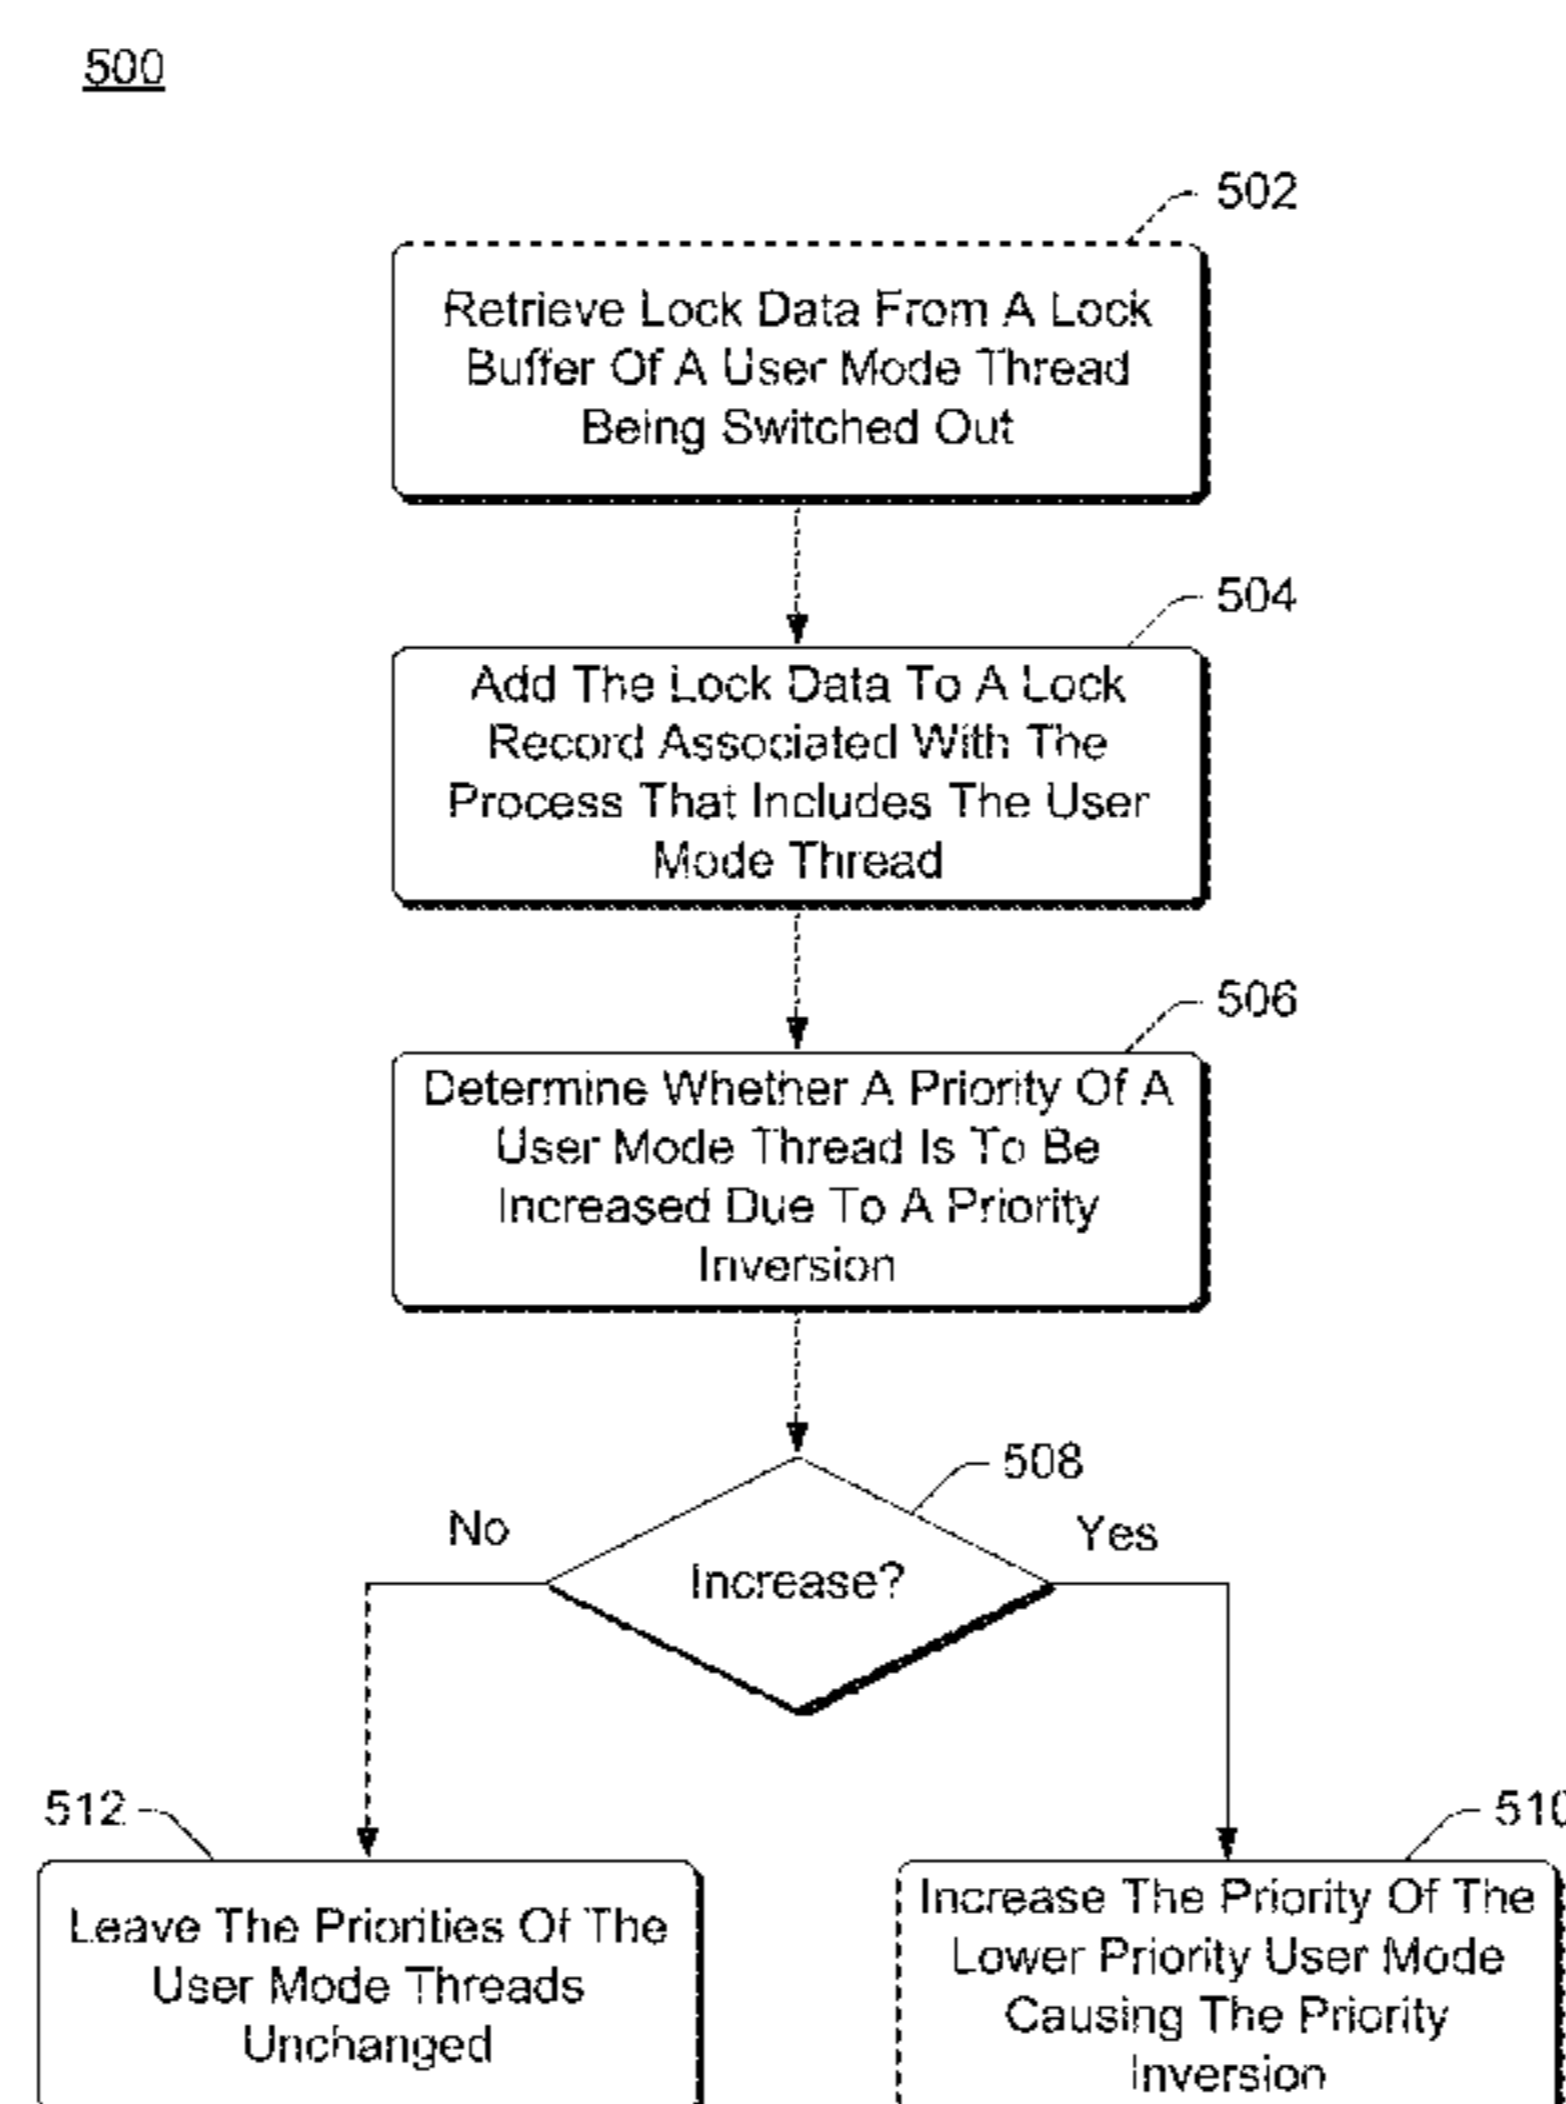 500
502
Retrieve Lock Data From A Lock
Buffer Of A User Mode Thread
Being Switched Out
504
Add The Lock Data To A Lock
Record Associated With The
Process That Includes The User
Mode Thread
506
Determine Whether A Priority Of A
User Mode Thread Is To Be
Increased Due To A Priority
Inversion
508
No
Yes
Increase?
512
510
Leave The Priorities Of The
User Mode Threads
Unchanged
Increase The Priority Of The
Lower Priority User Mode
Causing The Priority
Inversion